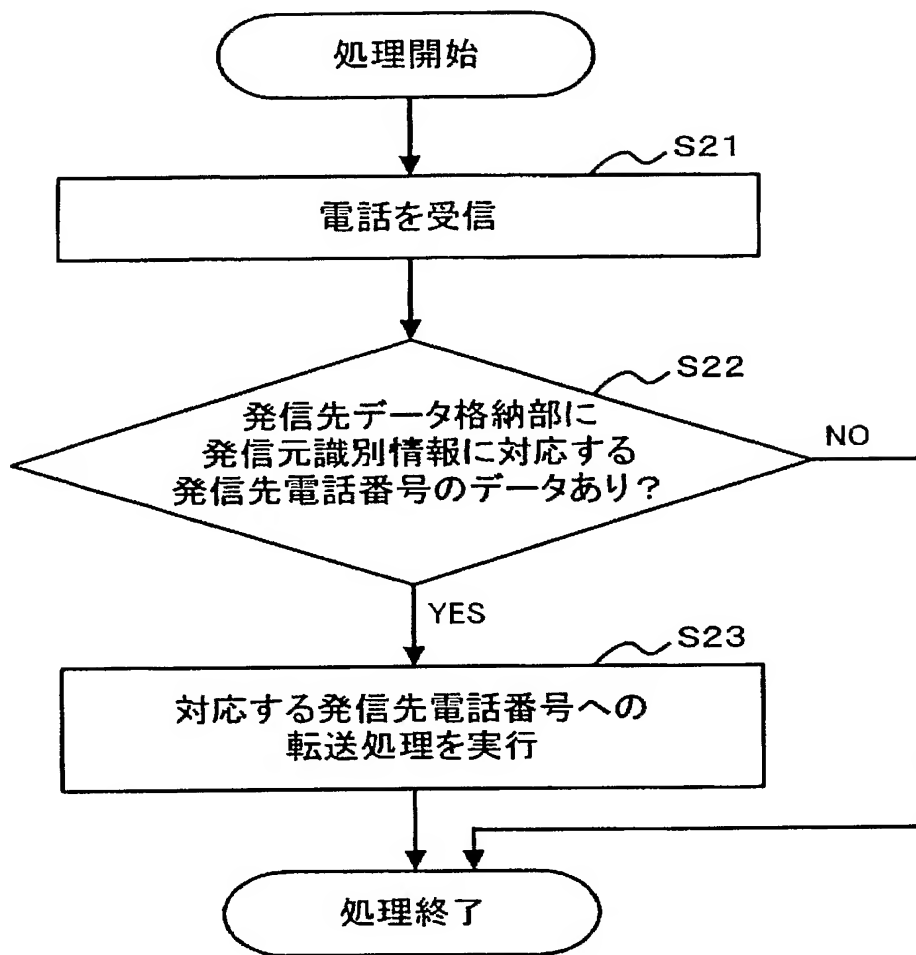 処理開始
S21
電話を受信
S22
発信先データ格納部に
発信元識別情報に対応する
発信先電話番号のデータあり?
NO
YES
S23
対応する発信先電話番号への
転送処理を実行
処理終了